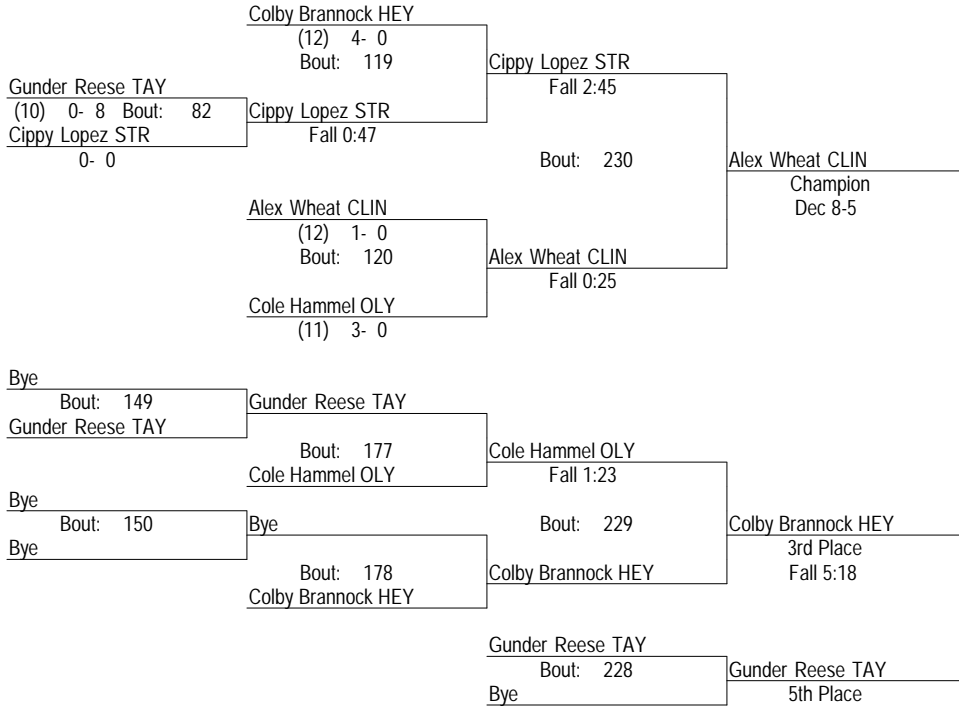 Colby Brannock HEY
(12) 4- 0
Bout: 119
Cippy Lopez STR
Fall 2:45
Gunder Reese TAY
(10) 0- 8 Bout: 82
Cippy Lopez STR
Cippy Lopez STR
Fall 0:47
0- 0
Bout: 230
Alex Wheat CLIN
Champion
Dec 8-5
Alex Wheat CLIN
(12) 1- 0
Bout: 120
Alex Wheat CLIN
Fall 0:25
Cole Hammel OLY
(11) 3- 0
Bye
Bout: 149
Gunder Reese TAY
Gunder Reese TAY
Bout: 177
Cole Hammel OLY
Cole Hammel OLY
Fall 1:23
Bye
Bout: 150
Bye
Bye
Bout: 229
Colby Brannock HEY
3rd Place
Fall 5:18
Bout: 178
Colby Brannock HEY
Colby Brannock HEY
Gunder Reese TAY
Bout: 228
Bye
Gunder Reese TAY
5th Place